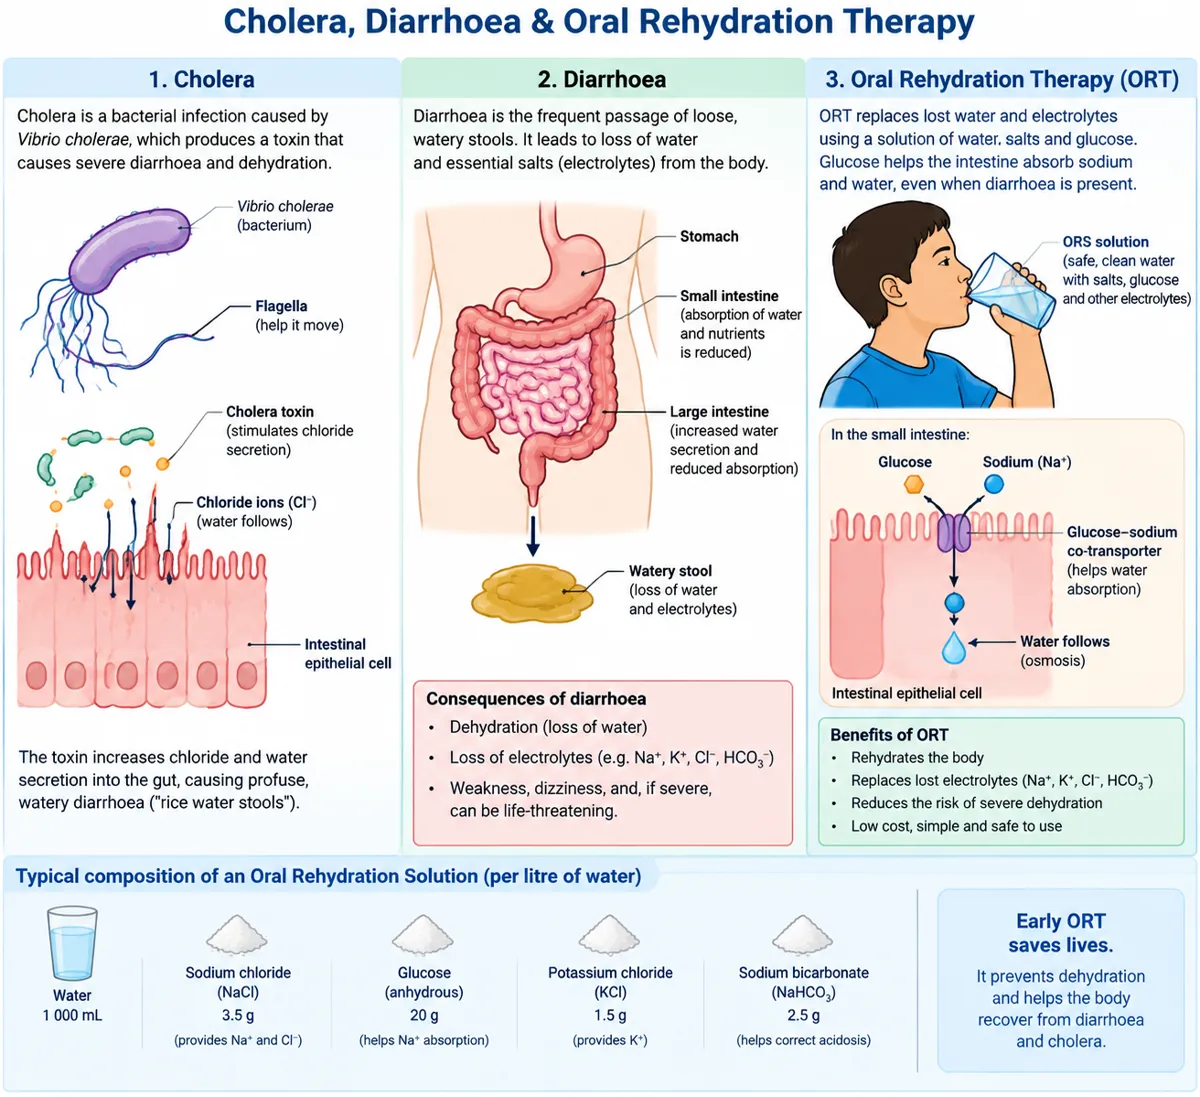 Cholera, Diarrhoea & Oral Rehydration Therapy
1. Cholera
Cholera is a bacterial infection caused by
Vibrio cholerae, which produces a toxin that
causes severe diarrhoea and dehydration.
Vibrio cholerae
(bacterium)
Flagella
(help it move)
Cholera toxin
(stimulates chloride
secretion)
Chloride ions (Cl⁻)
(water follows)
Intestinal
epithelial cell
The toxin increases chloride and water
secretion into the gut, causing profuse,
watery diarrhoea ("rice water stools").
2. Diarrhoea
Diarrhoea is the frequent passage of loose,
watery stools. It leads to loss of water
and essential salts (electrolytes) from the body.
Stomach
Small intestine
(absorption of water
and nutrients
is reduced)
Large intestine
(increased water
secretion and
reduced absorption)
Watery stool
(loss of water
and electrolytes)
Consequences of diarrhoea
• Dehydration (loss of water)
• Loss of electrolytes (e.g. Na⁺, K⁺, Cl⁻, HCO₃⁻)
• Weakness, dizziness, and, if severe,
can be life-threatening.
3. Oral Rehydration Therapy (ORT)
ORT replaces lost water and electrolytes
using a solution of water. salts and glucose.
Glucose helps the intestine absorb sodium
and water, even when diarrhoea is present.
ORS solution
(safe, clean water
with salts, glucose
and other electrolytes)
In the small intestine:
Glucose
Sodium (Na⁺)
Glucose–sodium
co-transporter
(helps water
absorption)
Water follows
(osmosis)
Intestinal epithelial cell
Benefits of ORT
• Rehydrates the body
• Replaces lost electrolytes (Na⁺, K⁺, Cl⁻, HCO₃⁻)
• Reduces the risk of severe dehydration
• Low cost, simple and safe to use
Typical composition of an Oral Rehydration Solution (per litre of water)
Water
1 000 mL
Sodium chloride
(NaCl)
3.5 g
(provides Na⁺ and Cl⁻)
Glucose
(anhydrous)
20 g
(helps Na⁺ absorption)
Potassium chloride
(KCl)
1.5 g
(provides K⁺)
Sodium bicarbonate
(NaHCO₃)
2.5 g
(helps correct acidosis)
Early ORT
saves lives.
It prevents dehydration
and helps the body
recover from diarrhoea
and cholera.